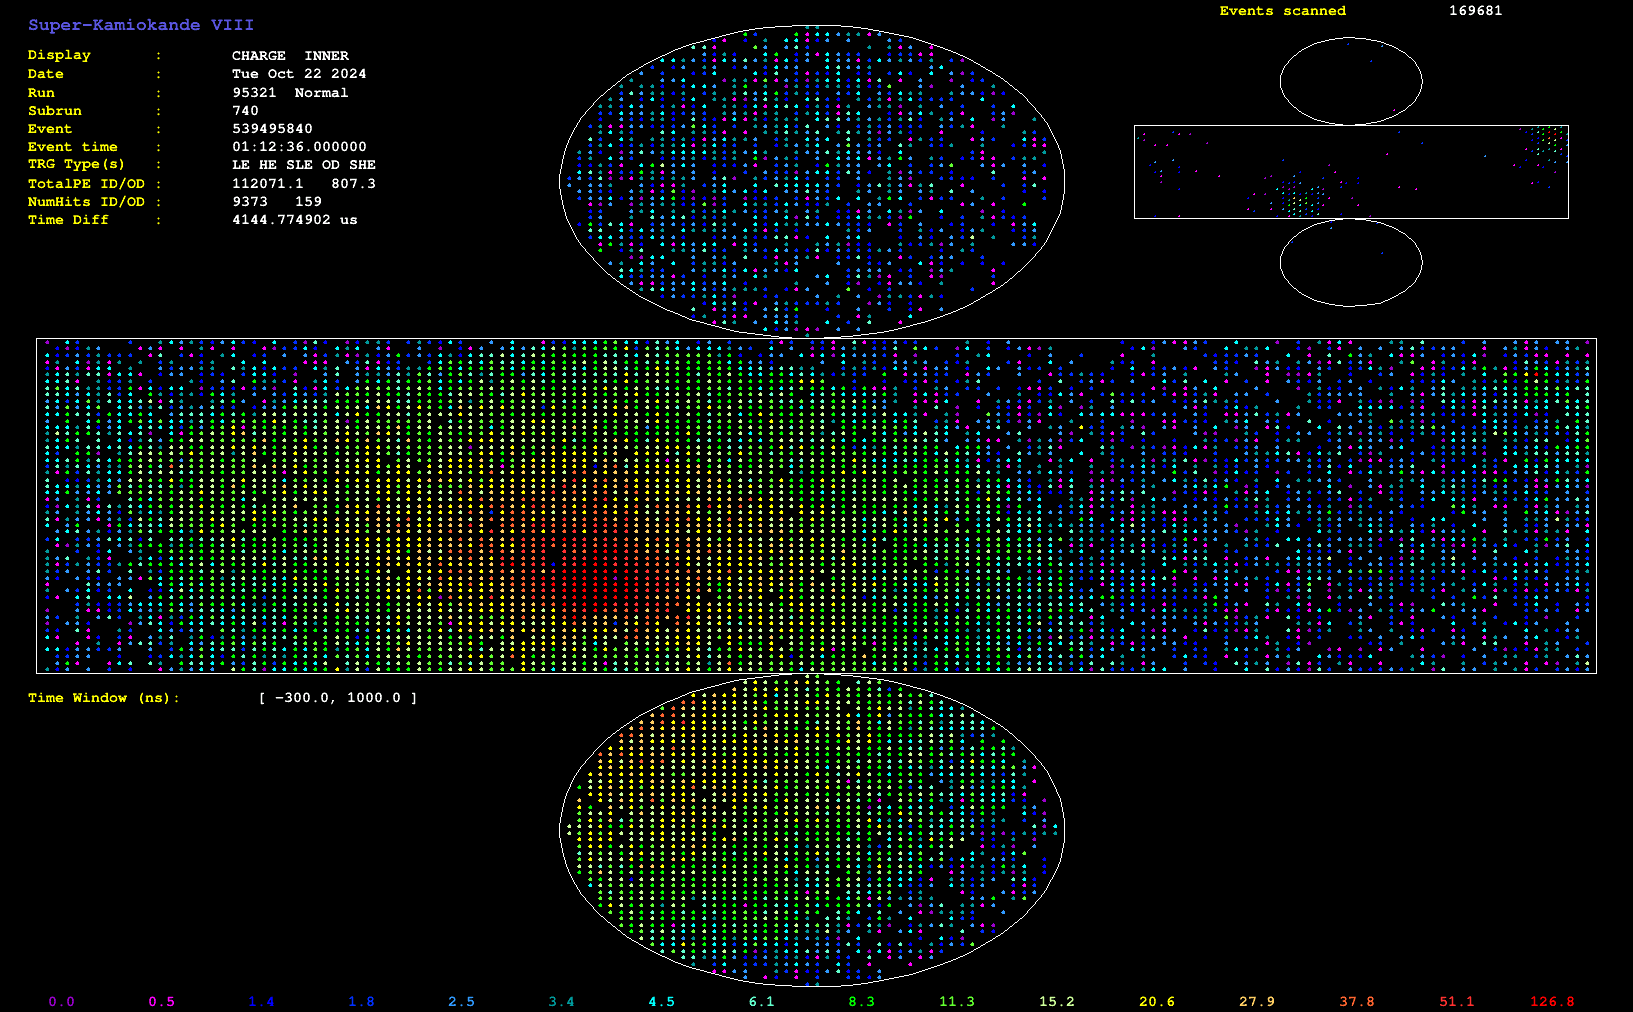 Super-Kamiokande VIII
Events scanned 169681
Display : CHARGE INNER
Date : Tue Oct 22 2024
Run : 95321 Normal
Subrun : 740
Event : 539495840
Event time : 01:12:36.000000
TRG Type(s) : LE HE SLE OD SHE
TotalPE ID/OD : 112071.1 807.3
NumHits ID/OD : 9373 159
Time Diff : 4144.774902 us
Time Window (ns): [ -300.0, 1000.0 ]
0.0 0.5 1.4 1.8 2.5 3.4 4.5 6.1 8.3 11.3 15.2 20.6 27.9 37.8 51.1 126.8